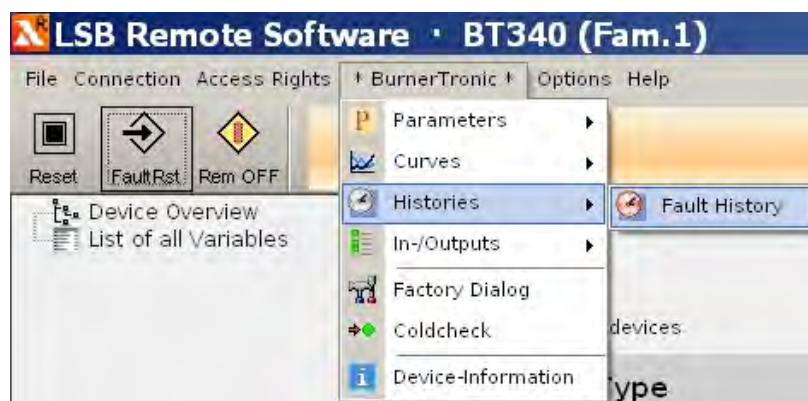 LSB Remote Software · BT340 (Fam.1)
File Connection Access Rights * BurnerTronic * Options Help
Reset FaultRst Rem OFF
Device Overview
List of all Variables
P Parameters
Curves
Histories
Fault History
In-/Outputs
Factory Dialog
Coldcheck
i Device-Information
devices
ype